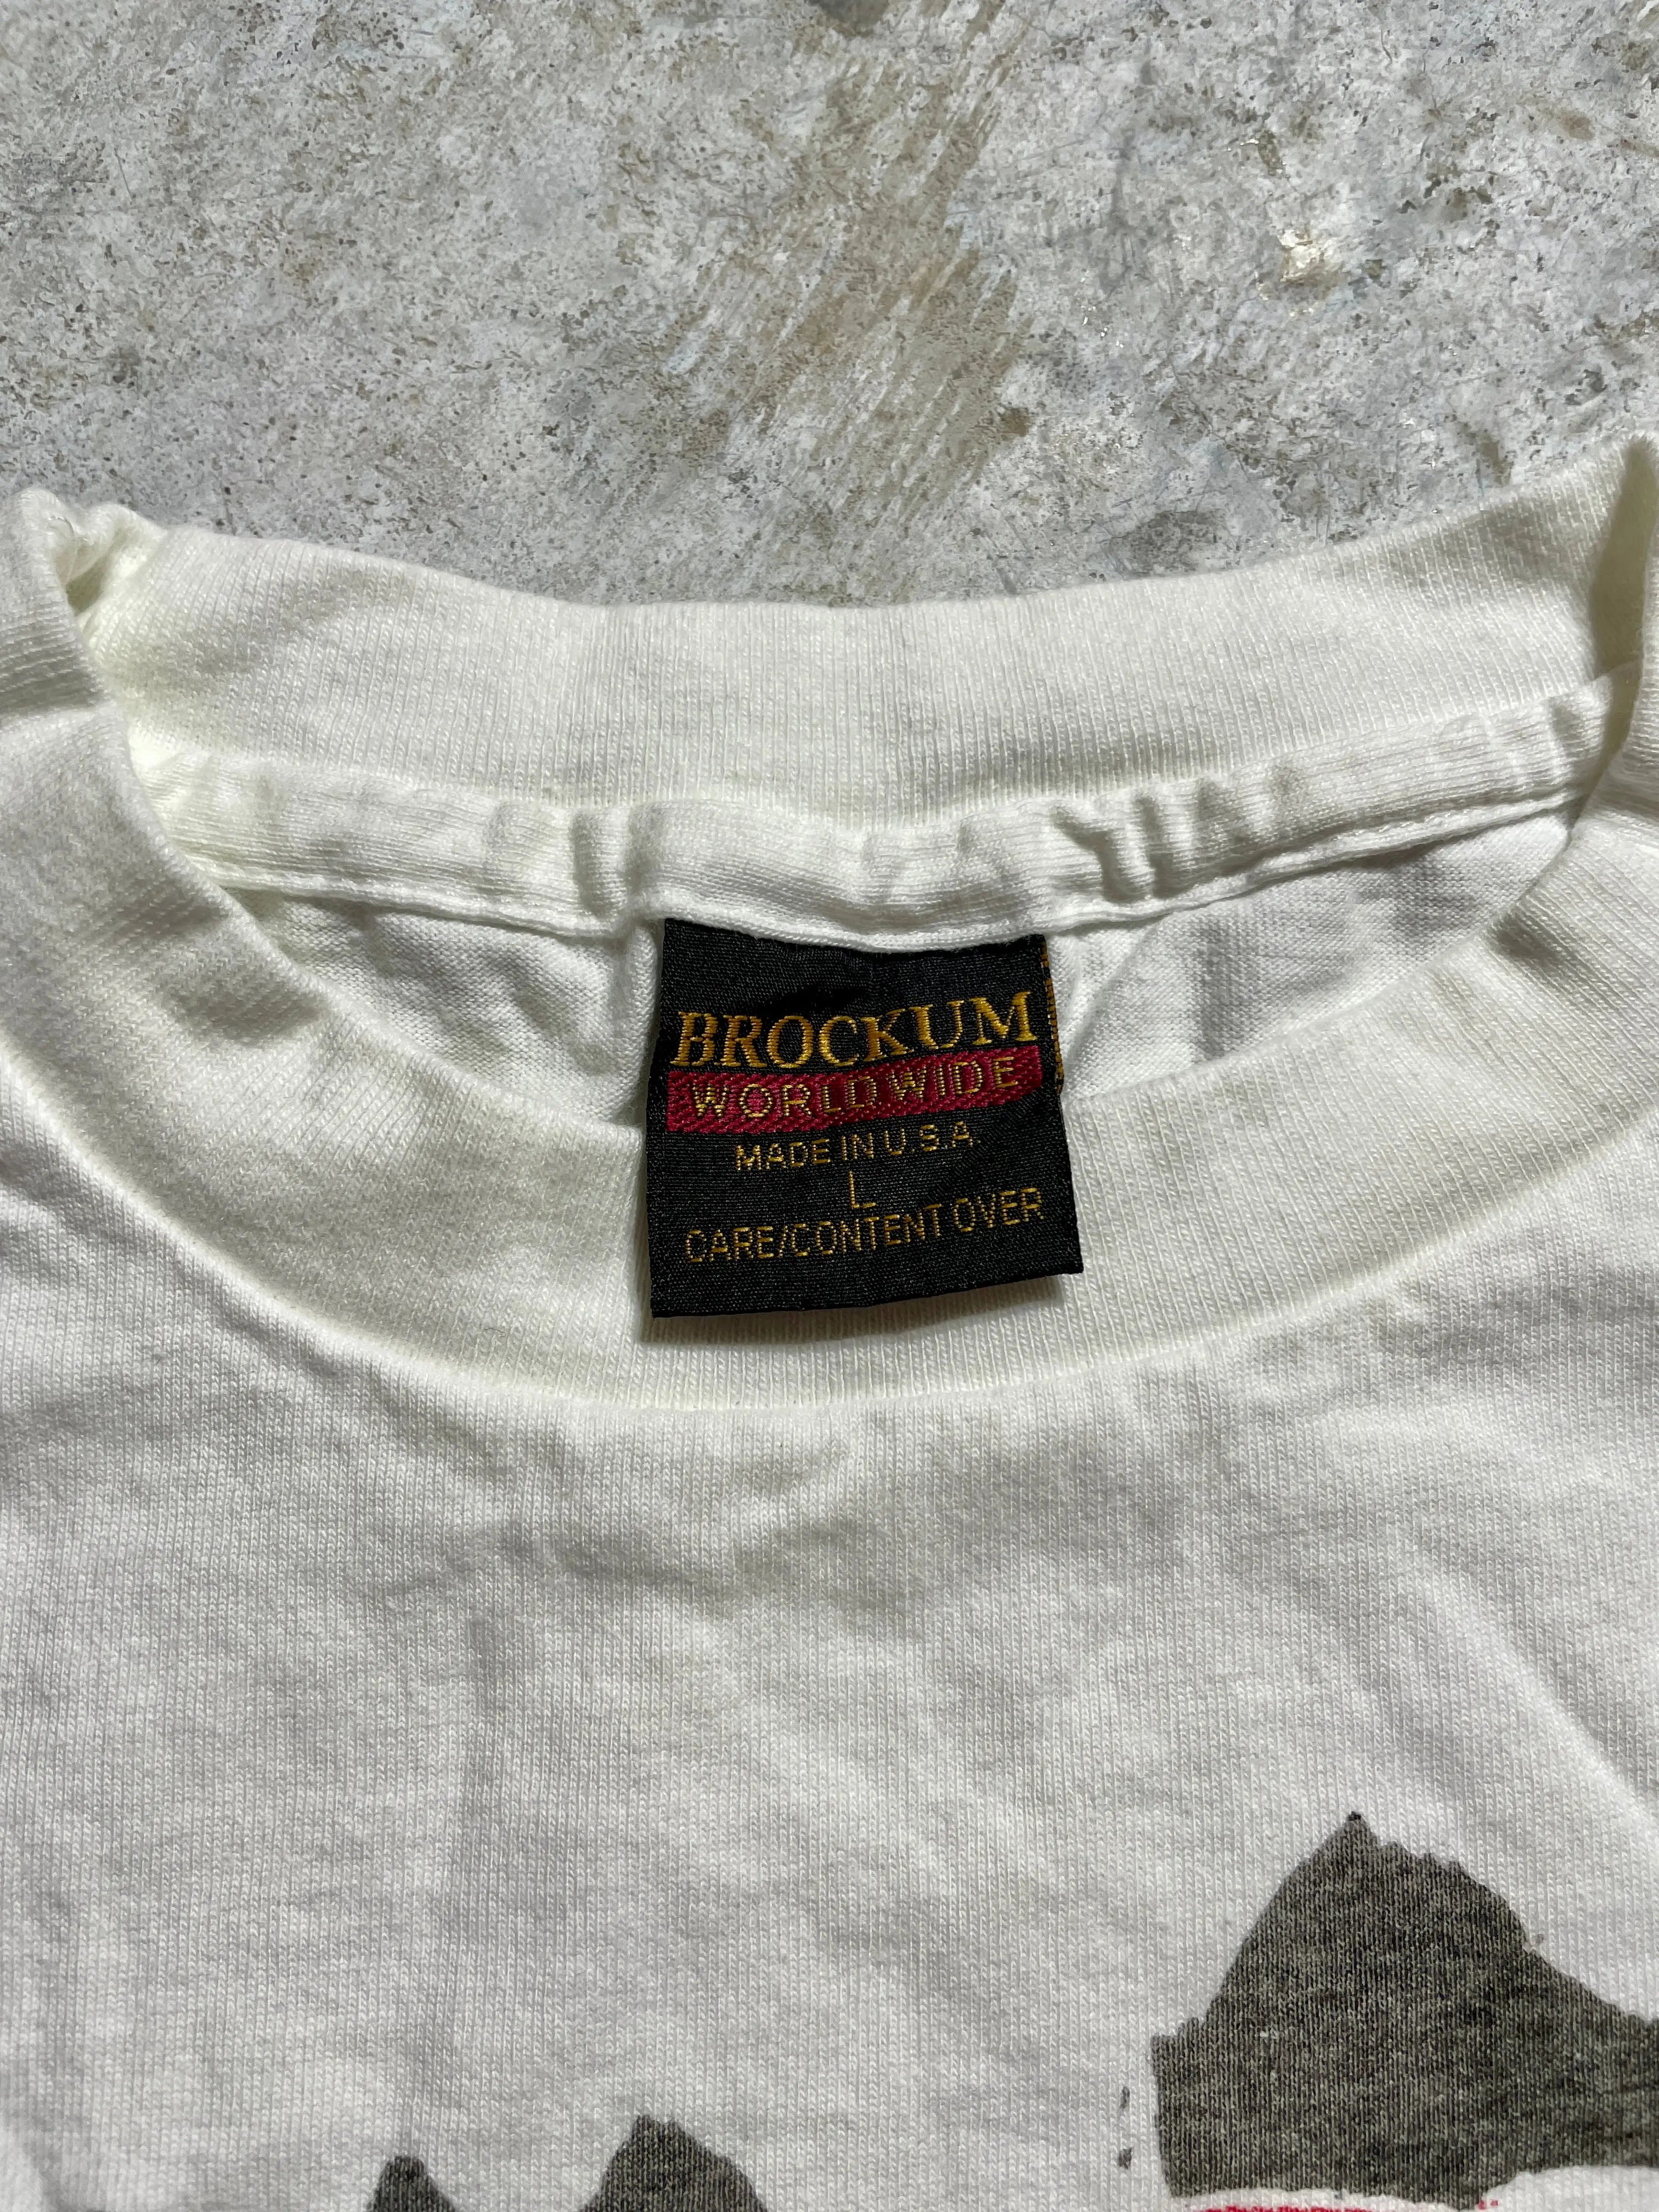 BROCKUM
WORLDWIDE
MADE IN U.S.A.
L
CARE/CONTENT OVER